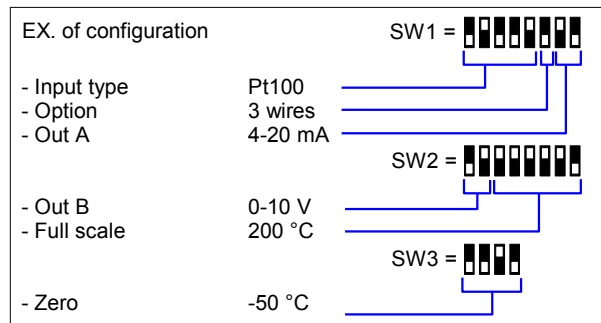 EX. of configuration SW1 =
- Input type Pt100
- Option 3 wires
- Out A 4-20 mA
SW2 =
- Out B 0-10 V
- Full scale 200 °C
SW3 =
- Zero -50 °C